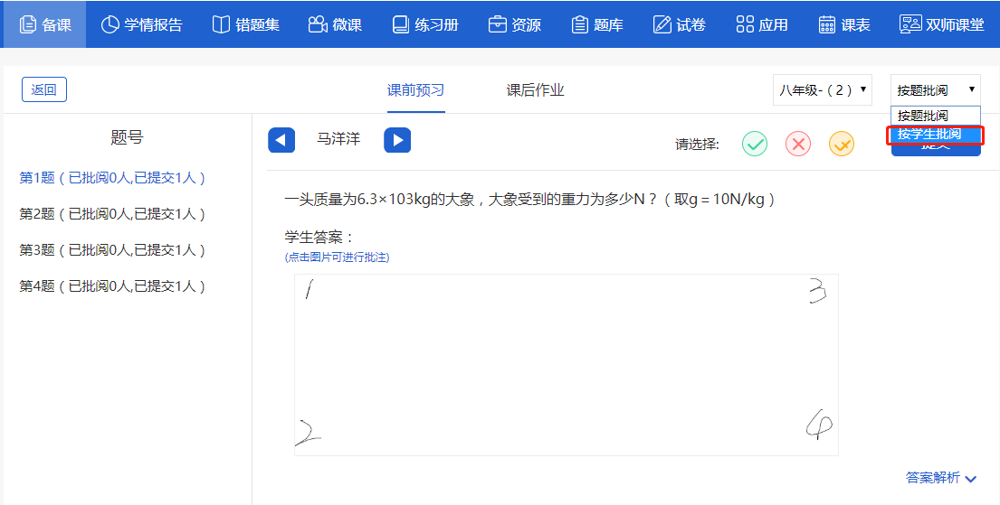 备课 学情报告 错题集 微课 练习册 资源 题库 试卷 应用 课表 双师课堂
返回 课前预习 课后作业 八年级-（2） 按题批阅
按题批阅
按学生批阅
提交
题号 马洋洋 请选择:
第1题（已批阅0人,已提交1人）
第2题（已批阅0人,已提交1人）
第3题（已批阅0人,已提交1人）
第4题（已批阅0人,已提交1人）
一头质量为6.3×103kg的大象，大象受到的重力为多少N？（取g＝10N/kg）
学生答案：
(点击图片可进行批注)
1 3
2 4
答案解析